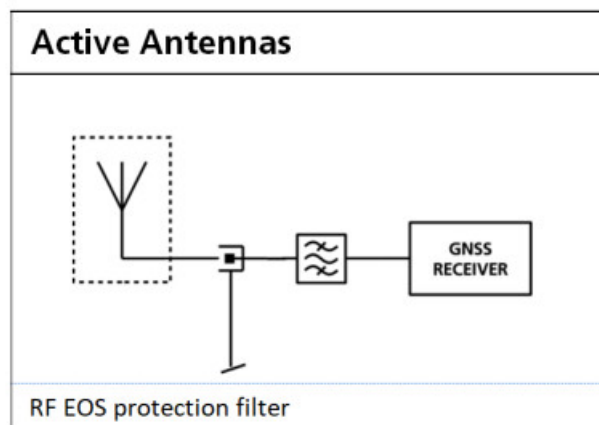 Active Antennas
GNSS
RECEIVER
RF EOS protection filter